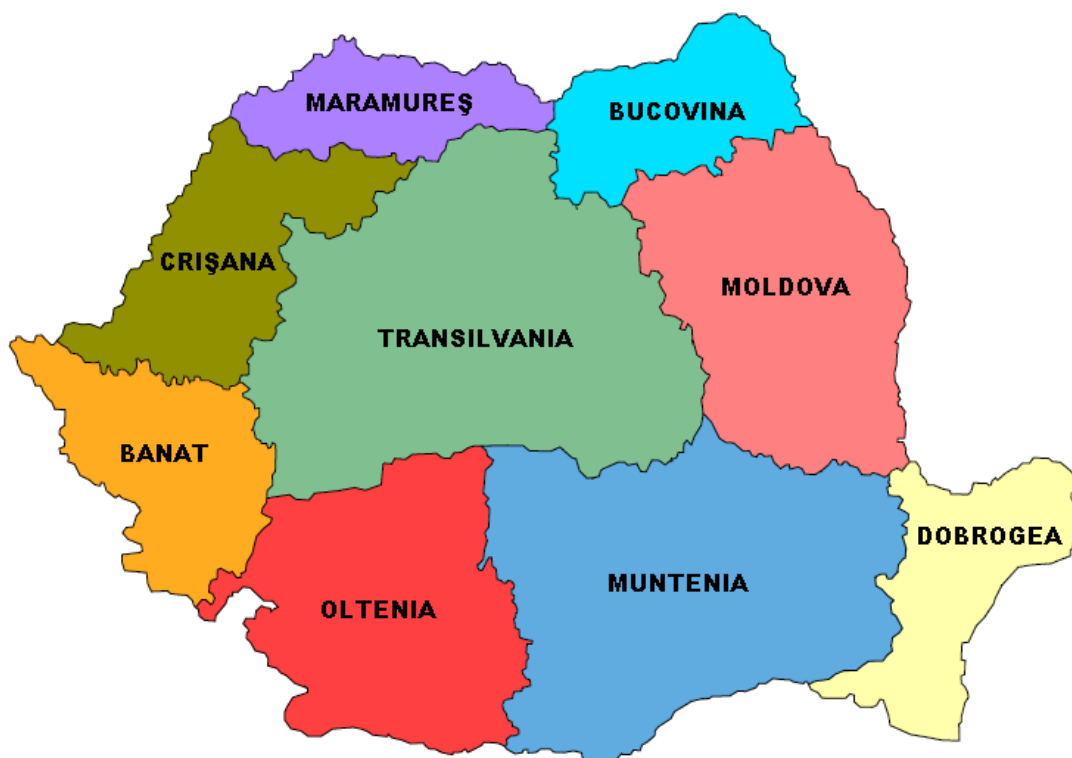 MARAMUREŞ
BUCOVINA
CRIŞANA
MOLDOVA
TRANSILVANIA
BANAT
DOBROGEA
MUNTENIA
OLTENIA